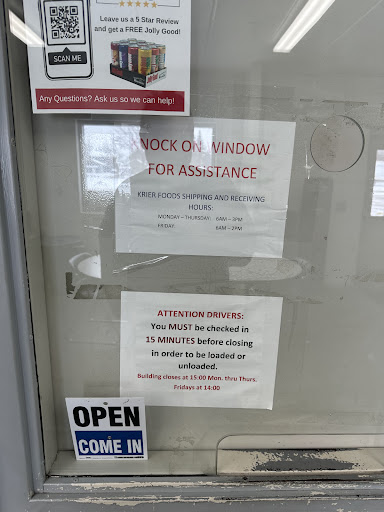 Leave us a 5 Star Review
and get a FREE Jolly Good!
SCAN ME
Any Questions? Ask us so we can help!
KNOCK ON WINDOW
FOR ASSISTANCE
KRIER FOODS SHIPPING AND RECEIVING
HOURS:
MONDAY – THURSDAY: 6AM – 3PM
FRIDAY: 6AM – 2PM
ATTENTION DRIVERS:
You MUST be checked in
15 MINUTES before closing
in order to be loaded or
unloaded.
Building closes at 15:00 Mon. thru Thurs.
Fridays at 14:00
OPEN
COME IN